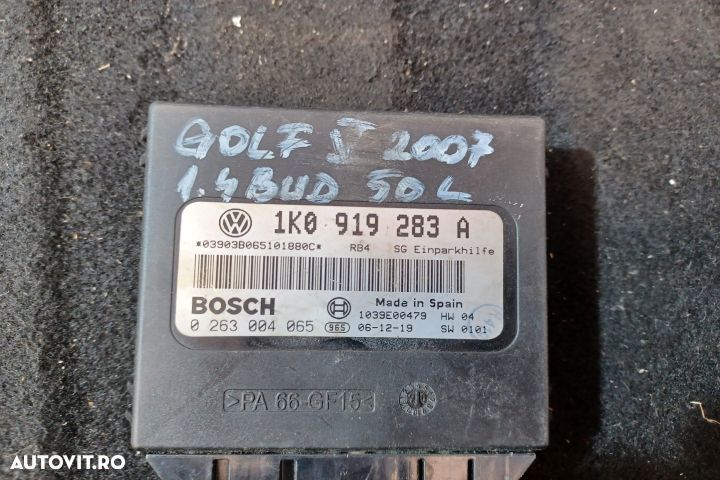 GOLF V 2007
1.4 BUD 50L
1K0 919 283 A
*03903B065101880C* RB4 SG Einparkhilfe
BOSCH
Made in Spain
1039E00479 HW 04
0 263 004 065 965 06-12-19 SW 0101
>PA 66-GF15<
AUTOVIT.RO